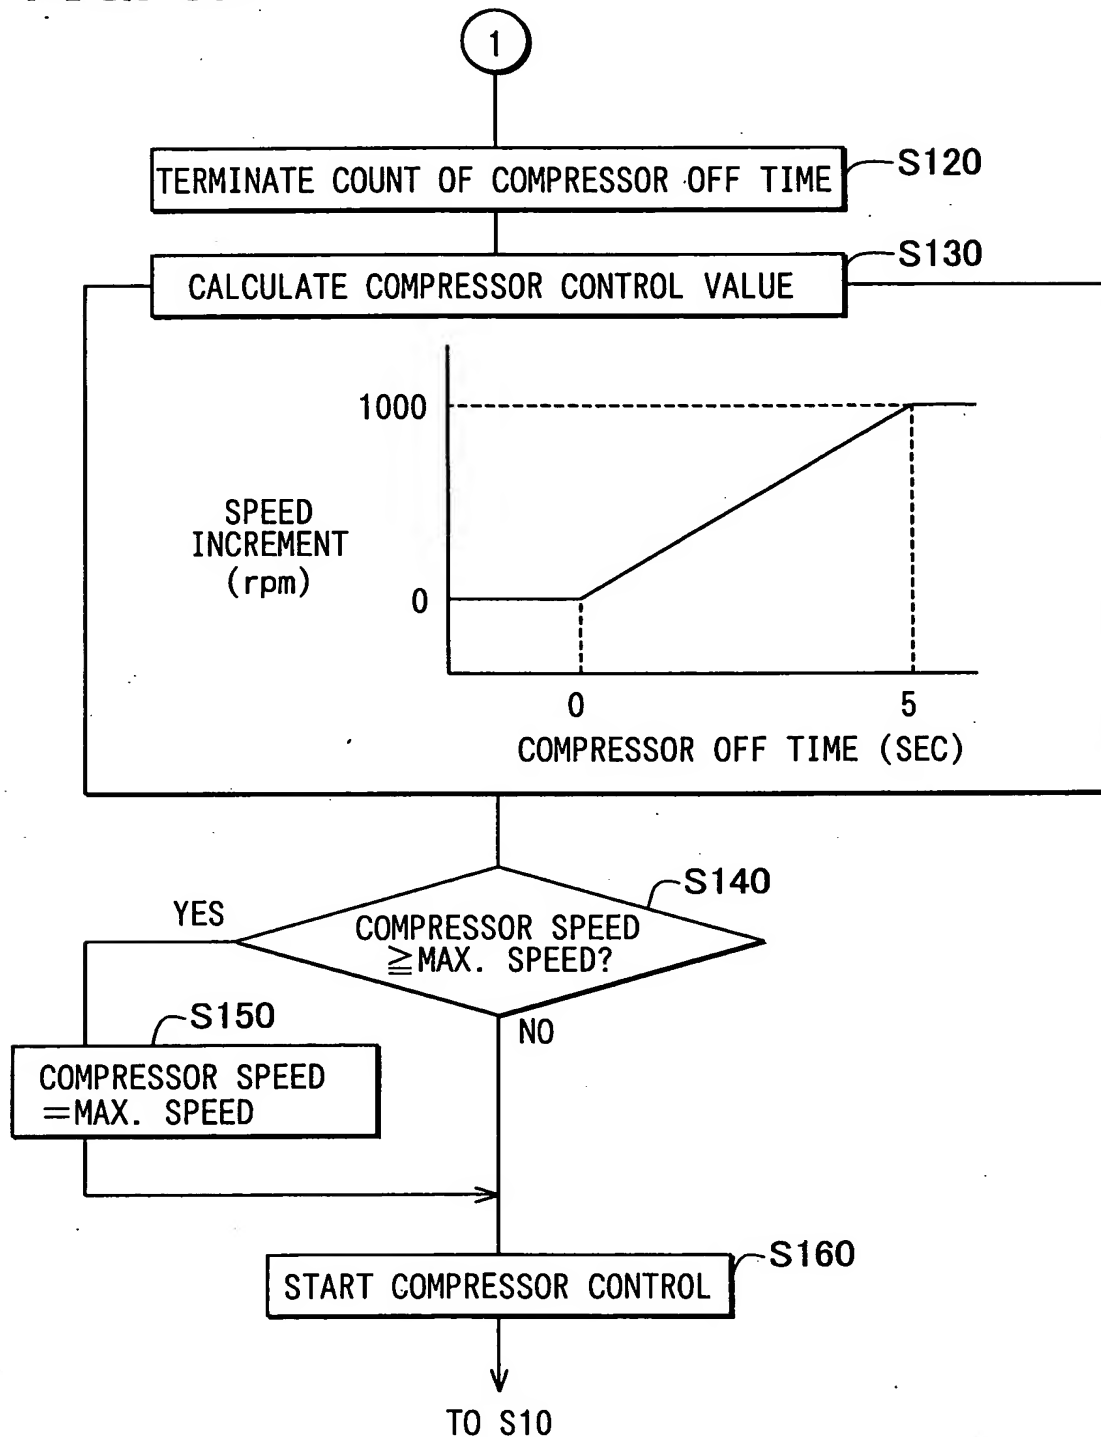 1
TERMINATE COUNT OF COMPRESSOR OFF TIME
S120
CALCULATE COMPRESSOR CONTROL VALUE
S130
1000
SPEED
INCREMENT
(rpm)
0
0
5
COMPRESSOR OFF TIME (SEC)
S140
YES
COMPRESSOR SPEED
≧MAX. SPEED?
NO
S150
COMPRESSOR SPEED
=MAX. SPEED
S160
START COMPRESSOR CONTROL
TO S10